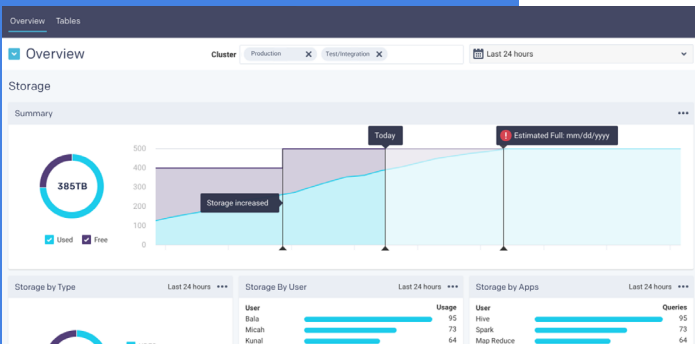 Overview Tables
Overview Cluster Production X Test/Integration X Last 24 hours
Storage
Summary
Today Estimated Full: mm/dd/yyyy
500
400
385TB
300
Storage increased
200
100
Used Free
0
Storage by Type Last 24 hours Storage By User Last 24 hours Storage by Apps Last 24 hours
User Usage User Queries
Bala 95 Hive 95
Micah 73 Spark 73
Kunal 64 Map Reduce 64